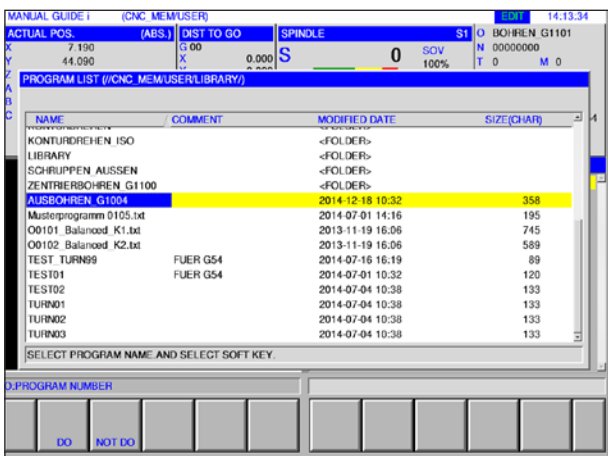 MANUAL GUIDE i (CNC_MEM/USER) EDIT 14:13:34
ACTUAL POS. (ABS.) DIST TO GO SPINDLE S1 O BOHREN_G1101
X 7.190 G 00 S 0 SOV N 00000000
Y 44.090 X 0.000 100% T 0 M 0
Z
PROGRAM LIST (//CNC_MEM/USER/LIBRARY/)
A
B
C
NAME COMMENT MODIFIED DATE SIZE(CHAR)
KONTURDREHEN <FOLDER>
KONTURDREHEN_ISO <FOLDER>
LIBRARY <FOLDER>
SCHRUPPEN_AUSSEN <FOLDER>
ZENTRIERBOHREN_G1100 <FOLDER>
AUSBOHREN_G1004 2014-12-18 10:32 358
Musterprogramm 0105.txt 2014-07-01 14:16 195
O0101_Balanced_K1.txt 2013-11-19 16:06 745
O0102_Balanced_K2.txt 2013-11-19 16:06 589
TEST_TURN99 FUER G54 2014-07-16 16:19 89
TEST01 FUER G54 2014-07-01 10:32 120
TEST02 2014-07-04 10:38 133
TURN01 2014-07-04 10:38 133
TURN02 2014-07-04 10:38 133
TURN03 2014-07-04 10:38 133
SELECT PROGRAM NAME.AND SELECT SOFT KEY.
O:PROGRAM NUMBER
DO NOT DO